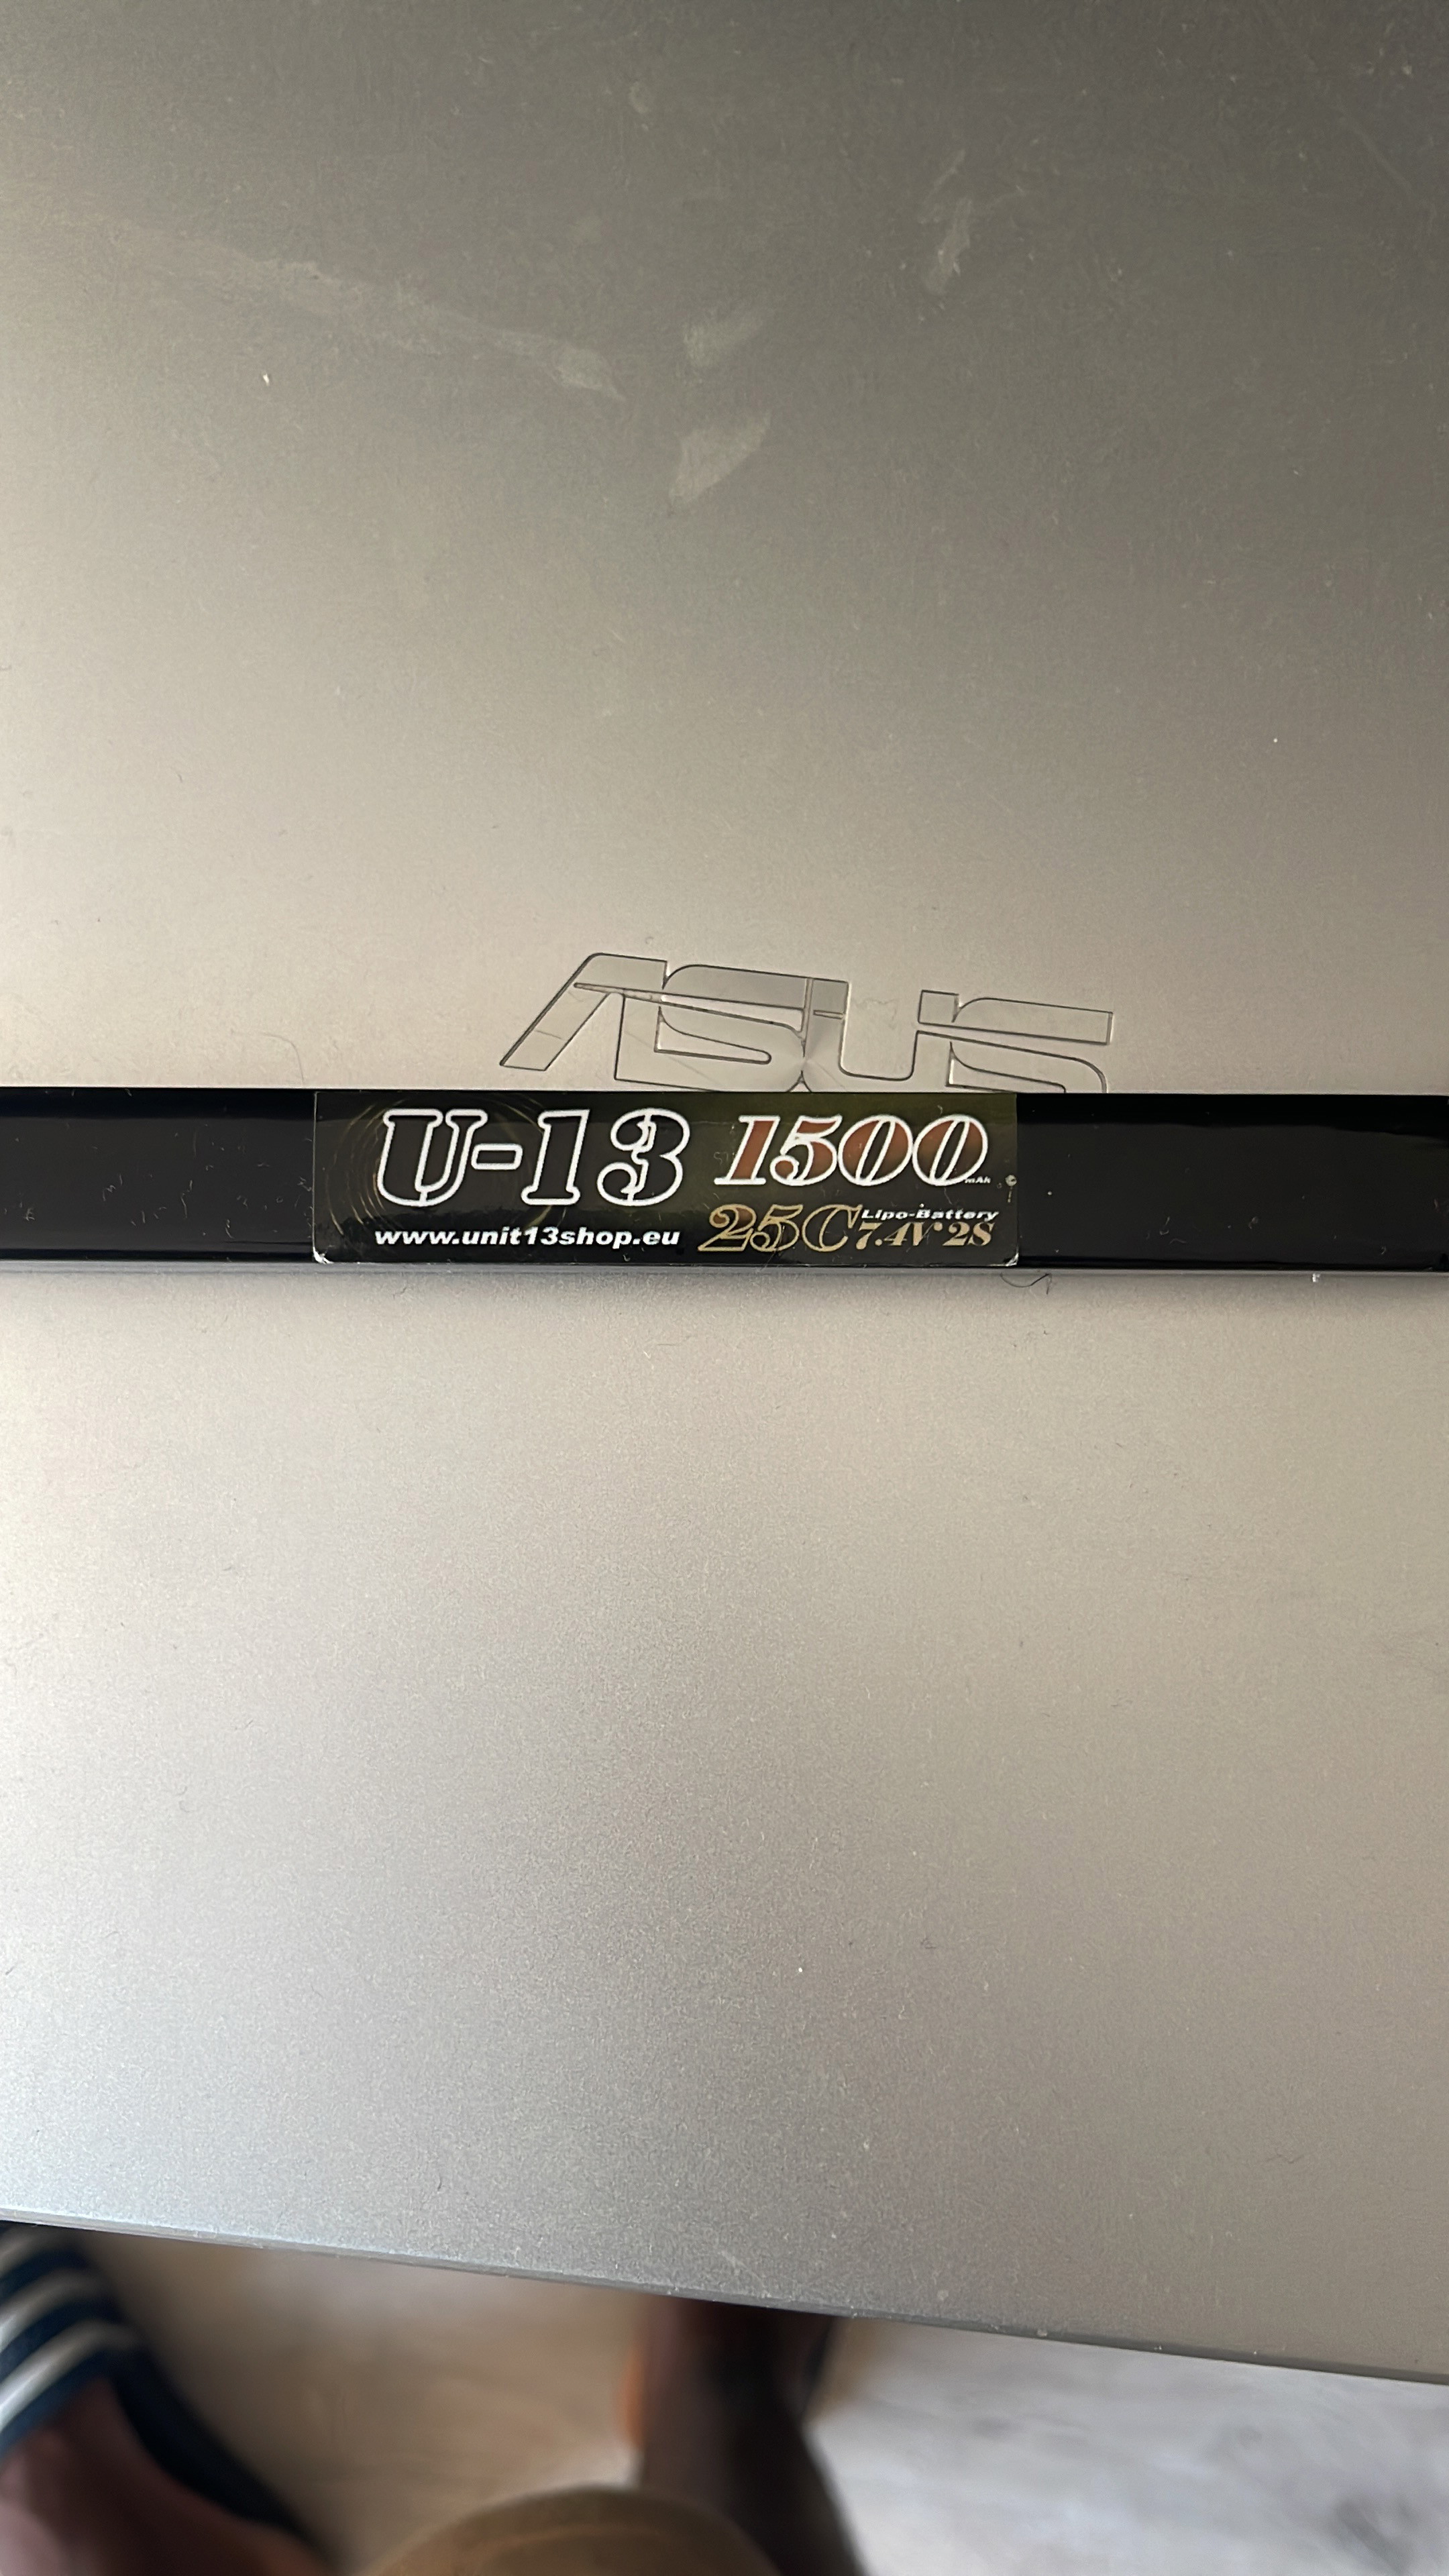 ASUS
U-13 1500 mAh
www.unit13shop.eu 25C Lipo-Battery
7.4V 2S